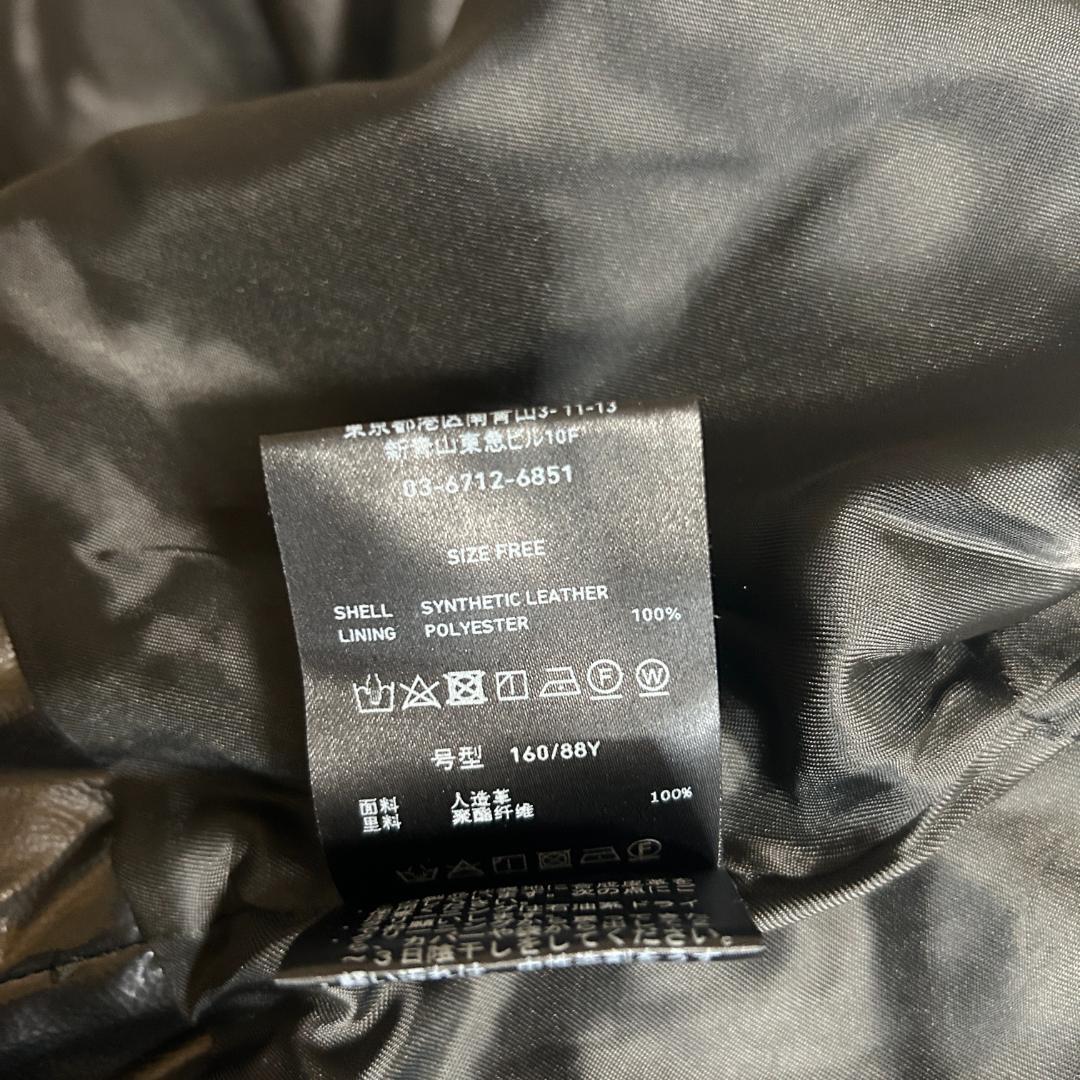 東京都港区南青山3-11-13
新青山東急ビル10F
03-6712-6851
SIZE FREE
SHELL SYNTHETIC LEATHER
LINING POLYESTER 100%
F W
号型 160/88Y
面料 人造革
里料 聚酯纤维 100%
F
～3日陰干しをしてください。